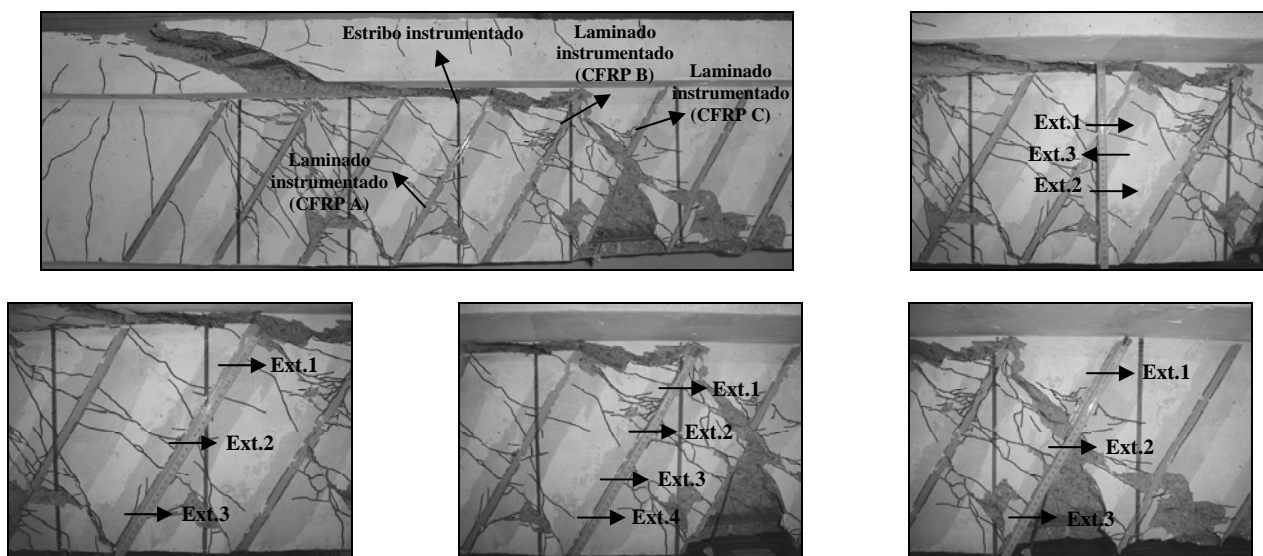 Estribo instrumentado
Laminado
instrumentado
(CFRP B)
Laminado
instrumentado
(CFRP C)
Laminado
instrumentado
(CFRP A)
Ext.1
Ext.3
Ext.2
Ext.1
Ext.2
Ext.3
Ext.1
Ext.2
Ext.3
Ext.4
Ext.1
Ext.2
Ext.3